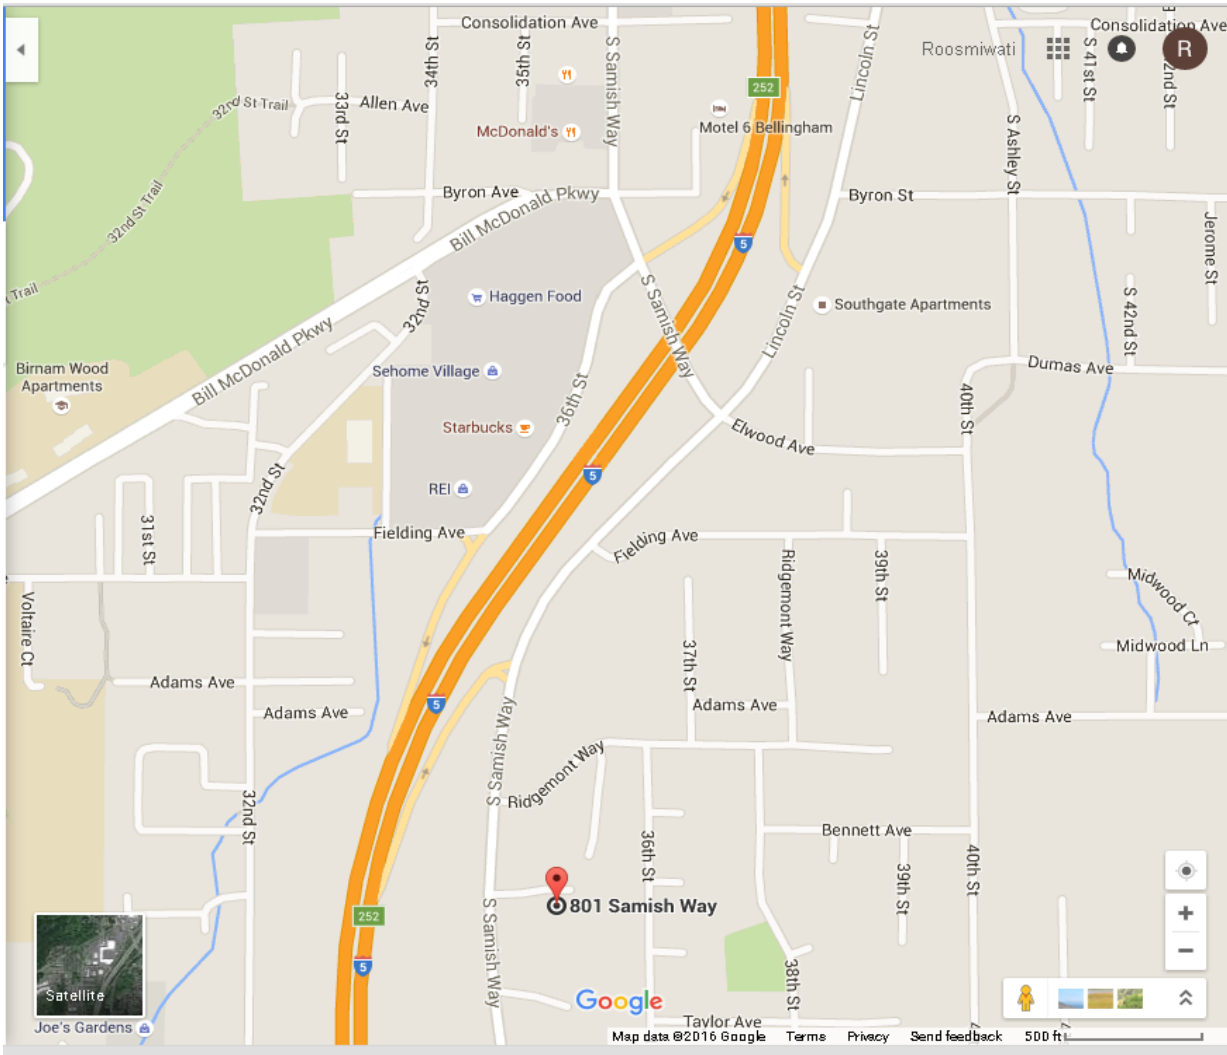 Consolidation Ave
Consolidation Ave
Roosmiwati
R
34th St
35th St
S Samish Way
252
Lincoln St
S 41st St
2nd St
32nd St Trail
Allen Ave
33rd St
McDonald's
Motel 6 Bellingham
S Ashley St
Byron Ave
Bill McDonald Pkwy
Byron St
32nd St Trail
Jerome St
5
t Trail
32nd St
Haggen Food
S Samish Way
Lincoln St
Southgate Apartments
S 42nd St
Birnam Wood
Apartments
Bill McDonald Pkwy
Sehome Village
36th St
Dumas Ave
40th St
Starbucks
Elwood Ave
32nd St
REI
5
31st St
Fielding Ave
Fielding Ave
Ridgemont Way
39th St
Midwood Ct
Voltaire Ct
37th St
Midwood Ln
Adams Ave
5
Adams Ave
Adams Ave
Adams Ave
S Samish Way
Ridgemont Way
32nd St
36th St
Bennett Ave
40th St
39th St
801 Samish Way
252
S Samish Way
5
38th St
Satellite
Google
Joe's Gardens
Taylor Ave
Map data ©2016 Google Terms Privacy Send feedback 500 ft